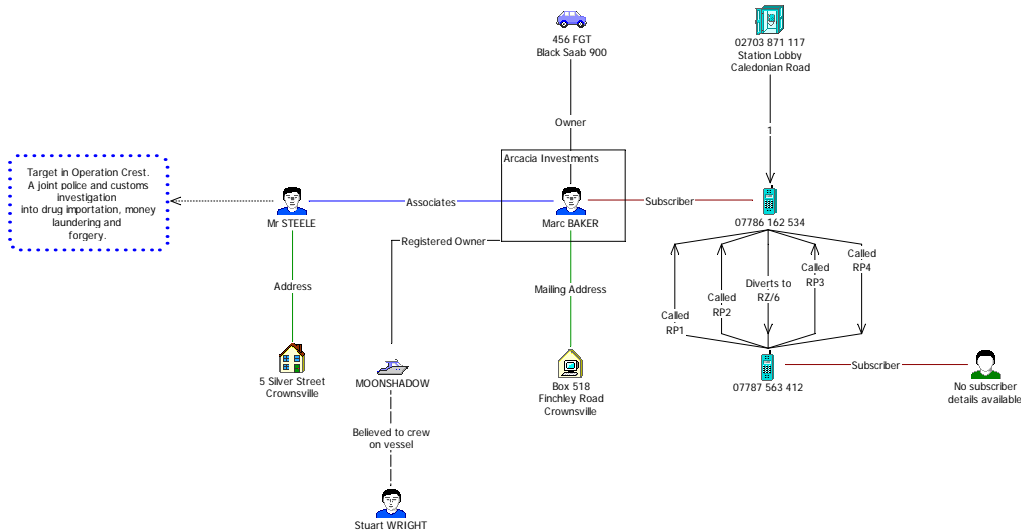 456 FGT
Black Saab 900
02703 871 117
Station Lobby
Caledonian Road
Owner
1
Target in Operation Crest.
A joint police and customs
investigation
into drug importation, money
laundering and
forgery.
Arcacia Investments
Associates
Subscriber
Mr STEELE
Marc BAKER
07786 162 534
Registered Owner
Address
Mailing Address
Called
RP1
Called
RP2
Diverts to
RZ/6
Called
RP3
Called
RP4
5 Silver Street
Crownsville
MOONSHADOW
Box 518
Finchley Road
Crownsville
07787 563 412
Subscriber
No subscriber
details available
Believed to crew
on vessel
Stuart WRIGHT